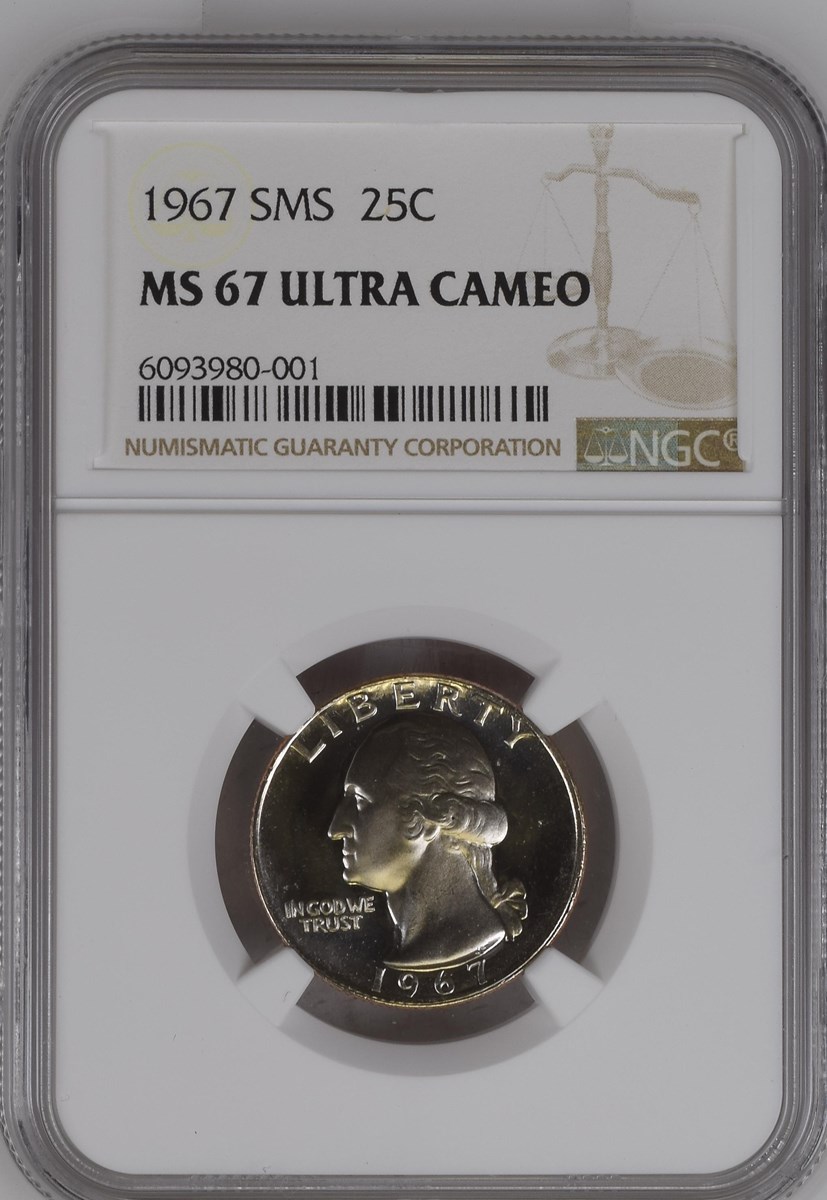 1967 SMS 25C
MS 67 ULTRA CAMEO
6093980-001
NUMISMATIC GUARANTY CORPORATION
NGC®
LIBERTY
IN GOD WE
TRUST
1967